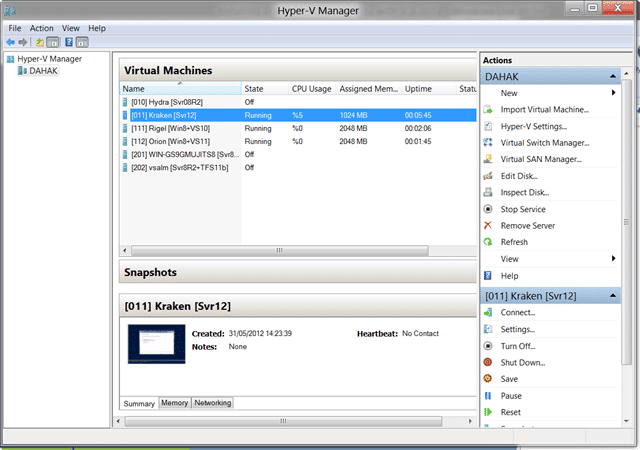 Hyper-V Manager
File Action View Help
Hyper-V Manager
DAHAK
Virtual Machines
Name State CPU Usage Assigned Mem... Uptime Statu
[010] Hydra [Svr08R2] Off
[011] Kraken [Svr12] Running %5 1024 MB 00:05:45
[111] Rigel [Win8+VS10] Running %0 2048 MB 00:02:06
[112] Orion [Win8+VS11] Running %0 2048 MB 00:01:45
[201] WIN-GS9GMUJITS8 [Svr8... Off
[202] vsalm [Svr8R2+TFS11b] Off
Snapshots
[011] Kraken [Svr12]
Created: 31/05/2012 14:23:39 Heartbeat: No Contact
Notes: None
Summary Memory Networking
Actions
DAHAK
New
Import Virtual Machine...
Hyper-V Settings...
Virtual Switch Manager...
Virtual SAN Manager...
Edit Disk...
Inspect Disk...
Stop Service
Remove Server
Refresh
View
Help
[011] Kraken [Svr12]
Connect...
Settings...
Turn Off...
Shut Down...
Save
Pause
Reset